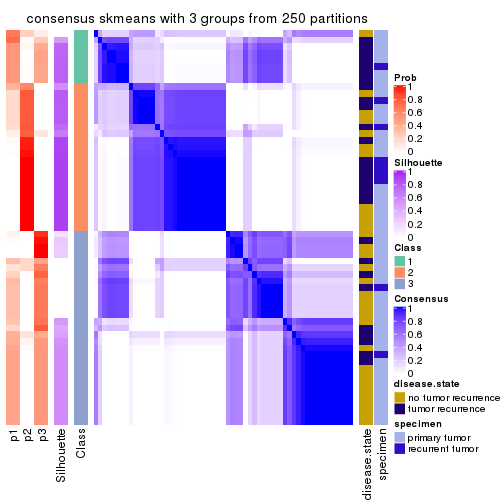 consensus skmeans with 3 groups from 250 partitions
Prob
1
0.8
0.6
0.4
0.2
0
Silhouette
1
0.8
0.6
0.4
0.2
0
Class
1
2
3
Consensus
1
0.8
0.6
0.4
0.2
0
disease.state
no tumor recurrence
tumor recurrence
specimen
primary tumor
recurrent tumor
p1
p2
p3
Silhouette
Class
disease.state
specimen